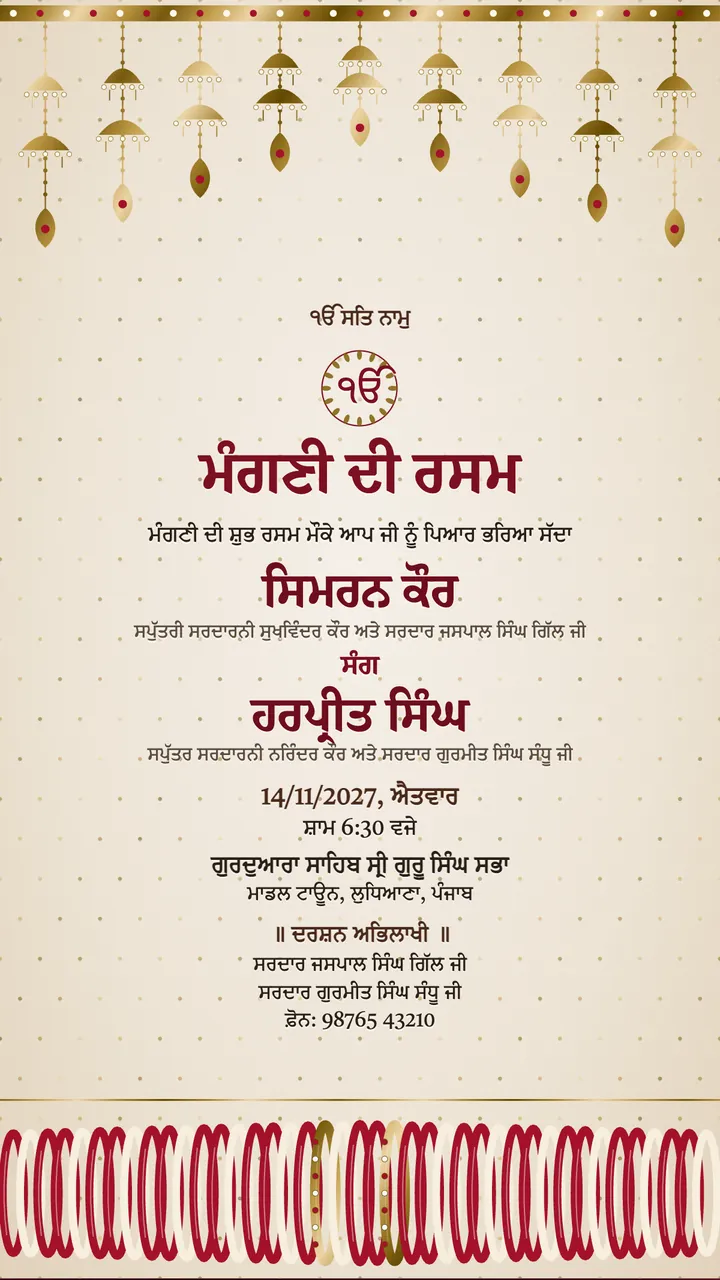 ੴ ਸਤਿ ਨਾਮੁ
ੴ
ਮੰਗਣੀ ਦੀ ਰਸਮ
ਮੰਗਣੀ ਦੀ ਸ਼ੁਭ ਰਸਮ ਮੌਕੇ ਆਪ ਜੀ ਨੂੰ ਪਿਆਰ ਭਰਿਆ ਸੱਦਾ
ਸਿਮਰਨ ਕੌਰ
ਸਪੁੱਤਰੀ ਸਰਦਾਰਨੀ ਸੁਖਵਿੰਦਰ ਕੌਰ ਅਤੇ ਸਰਦਾਰ ਜਸਪਾਲ ਸਿੰਘ ਗਿੱਲ ਜੀ
ਸੰਗ
ਹਰਪ੍ਰੀਤ ਸਿੰਘ
ਸਪੁੱਤਰ ਸਰਦਾਰਨੀ ਨਰਿੰਦਰ ਕੌਰ ਅਤੇ ਸਰਦਾਰ ਗੁਰਮੀਤ ਸਿੰਘ ਸੰਧੂ ਜੀ
14/11/2027, ਐਤਵਾਰ
ਸ਼ਾਮ 6:30 ਵਜੇ
ਗੁਰਦੁਆਰਾ ਸਾਹਿਬ ਸ੍ਰੀ ਗੁਰੂ ਸਿੰਘ ਸਭਾ
ਮਾਡਲ ਟਾਊਨ, ਲੁਧਿਆਣਾ, ਪੰਜਾਬ
॥ ਦਰਸ਼ਨ ਅਭਿਲਾਖੀ ॥
ਸਰਦਾਰ ਜਸਪਾਲ ਸਿੰਘ ਗਿੱਲ ਜੀ
ਸਰਦਾਰ ਗੁਰਮੀਤ ਸਿੰਘ ਸੰਧੂ ਜੀ
ਫ਼ੋਨ: 98765 43210